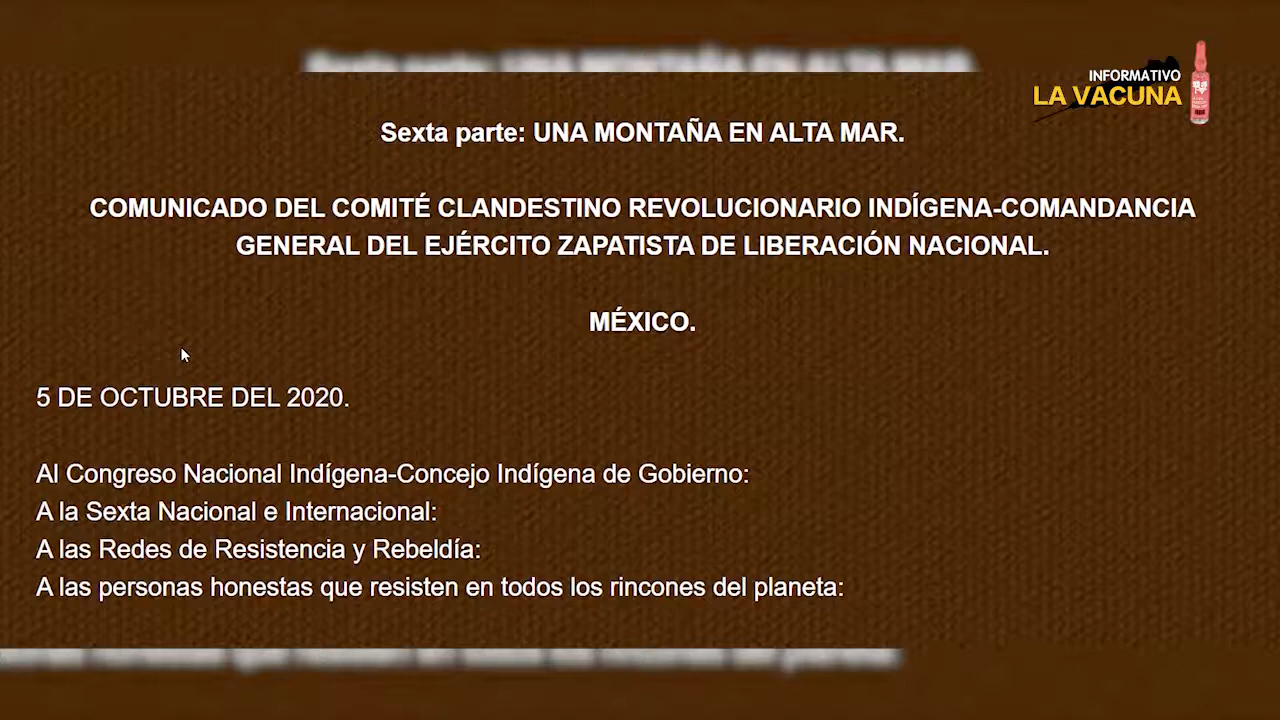 INFORMATIVO
LA VACUNA
Sexta parte: UNA MONTAÑA EN ALTA MAR.
COMUNICADO DEL COMITÉ CLANDESTINO REVOLUCIONARIO INDÍGENA-COMANDANCIA
GENERAL DEL EJÉRCITO ZAPATISTA DE LIBERACIÓN NACIONAL.
MÉXICO.
5 DE OCTUBRE DEL 2020.
Al Congreso Nacional Indígena-Concejo Indígena de Gobierno:
A la Sexta Nacional e Internacional:
A las Redes de Resistencia y Rebeldía:
A las personas honestas que resisten en todos los rincones del planeta: